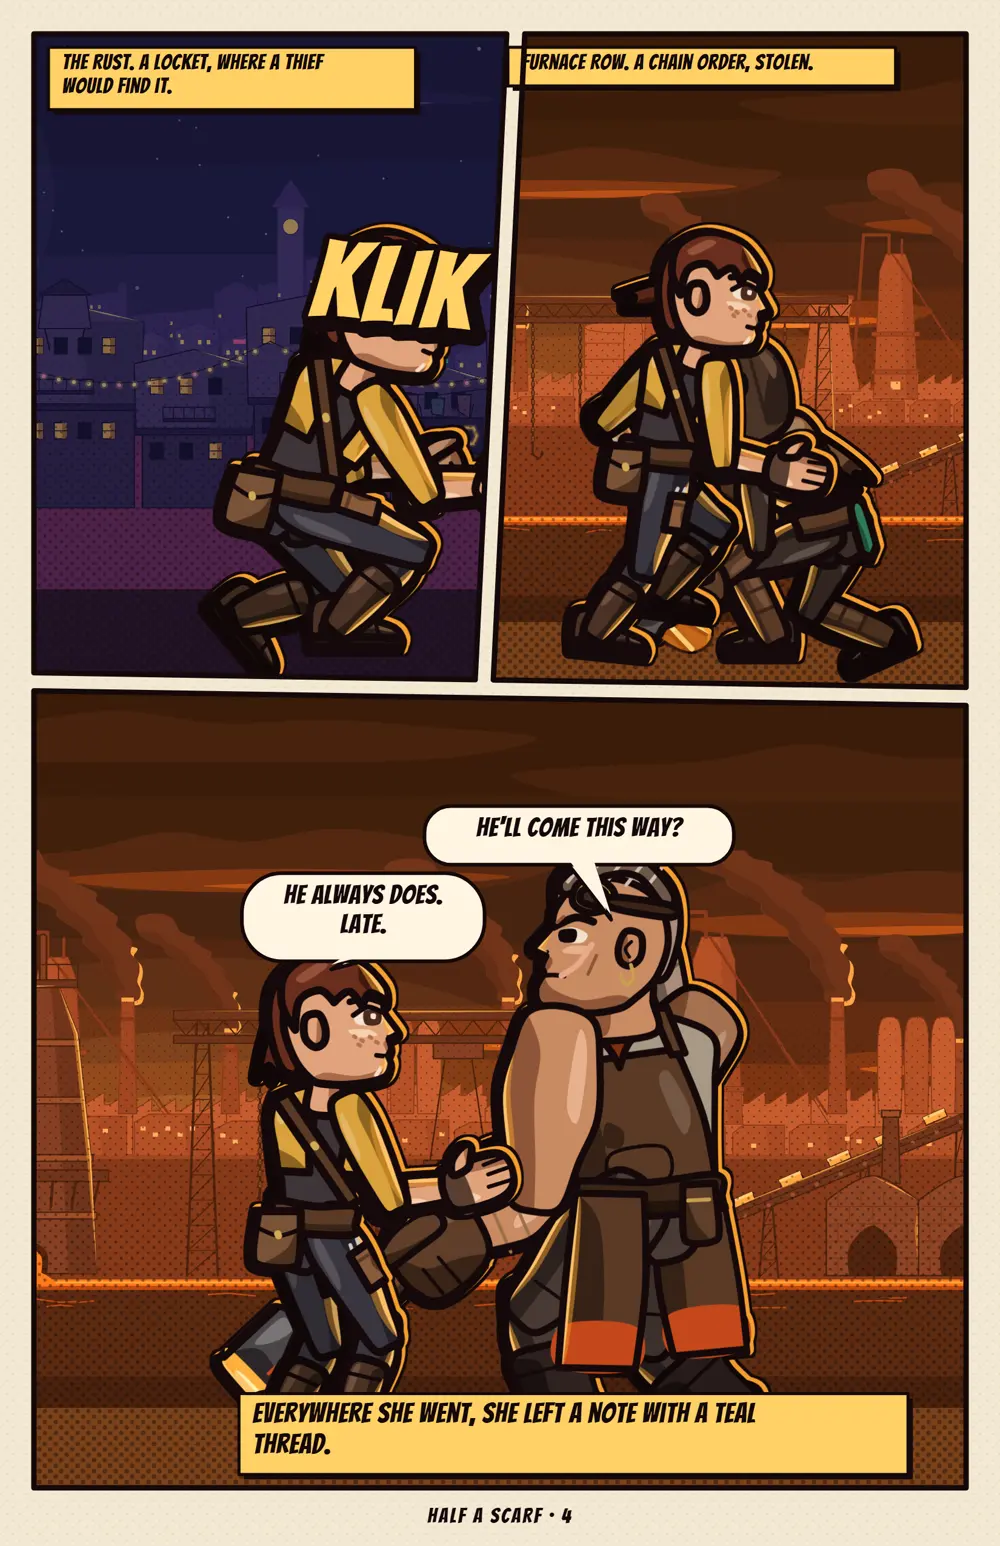 THE RUST. A LOCKET, WHERE A THIEF
WOULD FIND IT.
KLIK
FURNACE ROW. A CHAIN ORDER, STOLEN.
HE'LL COME THIS WAY?
HE ALWAYS DOES.
LATE.
EVERYWHERE SHE WENT, SHE LEFT A NOTE WITH A TEAL
THREAD.
HALF A SCARF • 4